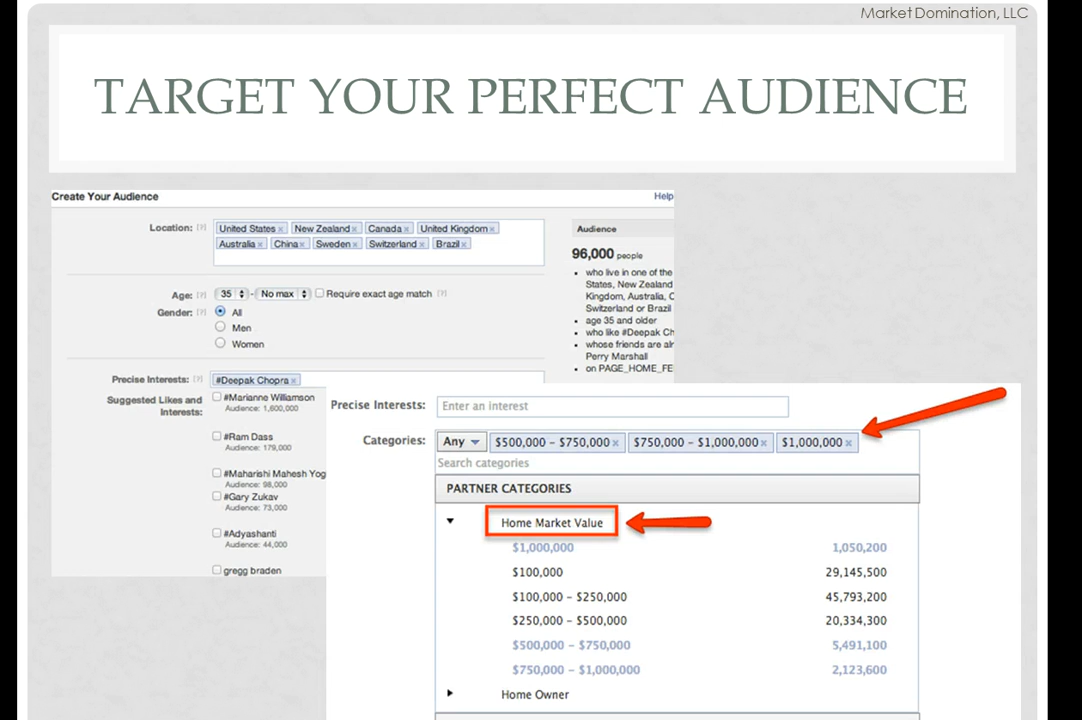 Market Domination, LLC
TARGET YOUR PERFECT AUDIENCE
Create Your Audience
Help
Location: [?] United States × New Zealand × Canada × United Kingdom ×
Australia × China × Sweden × Switzerland × Brazil ×
Age: [?] 35 - No max Require exact age match [?]
Gender: [?] All
Men
Women
Precise Interests: [?] #Deepak Chopra ×
Suggested Likes and
Interests:
#Marianne Williamson
Audience: 1,600,000
#Ram Dass
Audience: 179,000
#Maharishi Mahesh Yog
Audience: 98,000
#Gary Zukav
Audience: 73,000
#Adyashanti
Audience: 44,000
gregg braden
Audience
96,000 people
• who live in one of the
States, New Zealand
Kingdom, Australia, C
Switzerland or Brazil
• age 35 and older
• who like #Deepak Ch
• whose friends are alr
Perry Marshall
• on PAGE_HOME_FE
Precise Interests: Enter an interest
Categories: Any $500,000 – $750,000 × $750,000 – $1,000,000 × $1,000,000 ×
Search categories
PARTNER CATEGORIES
Home Market Value
$1,000,000 1,050,200
$100,000 29,145,500
$100,000 – $250,000 45,793,200
$250,000 – $500,000 20,334,300
$500,000 – $750,000 5,491,100
$750,000 – $1,000,000 2,123,600
Home Owner